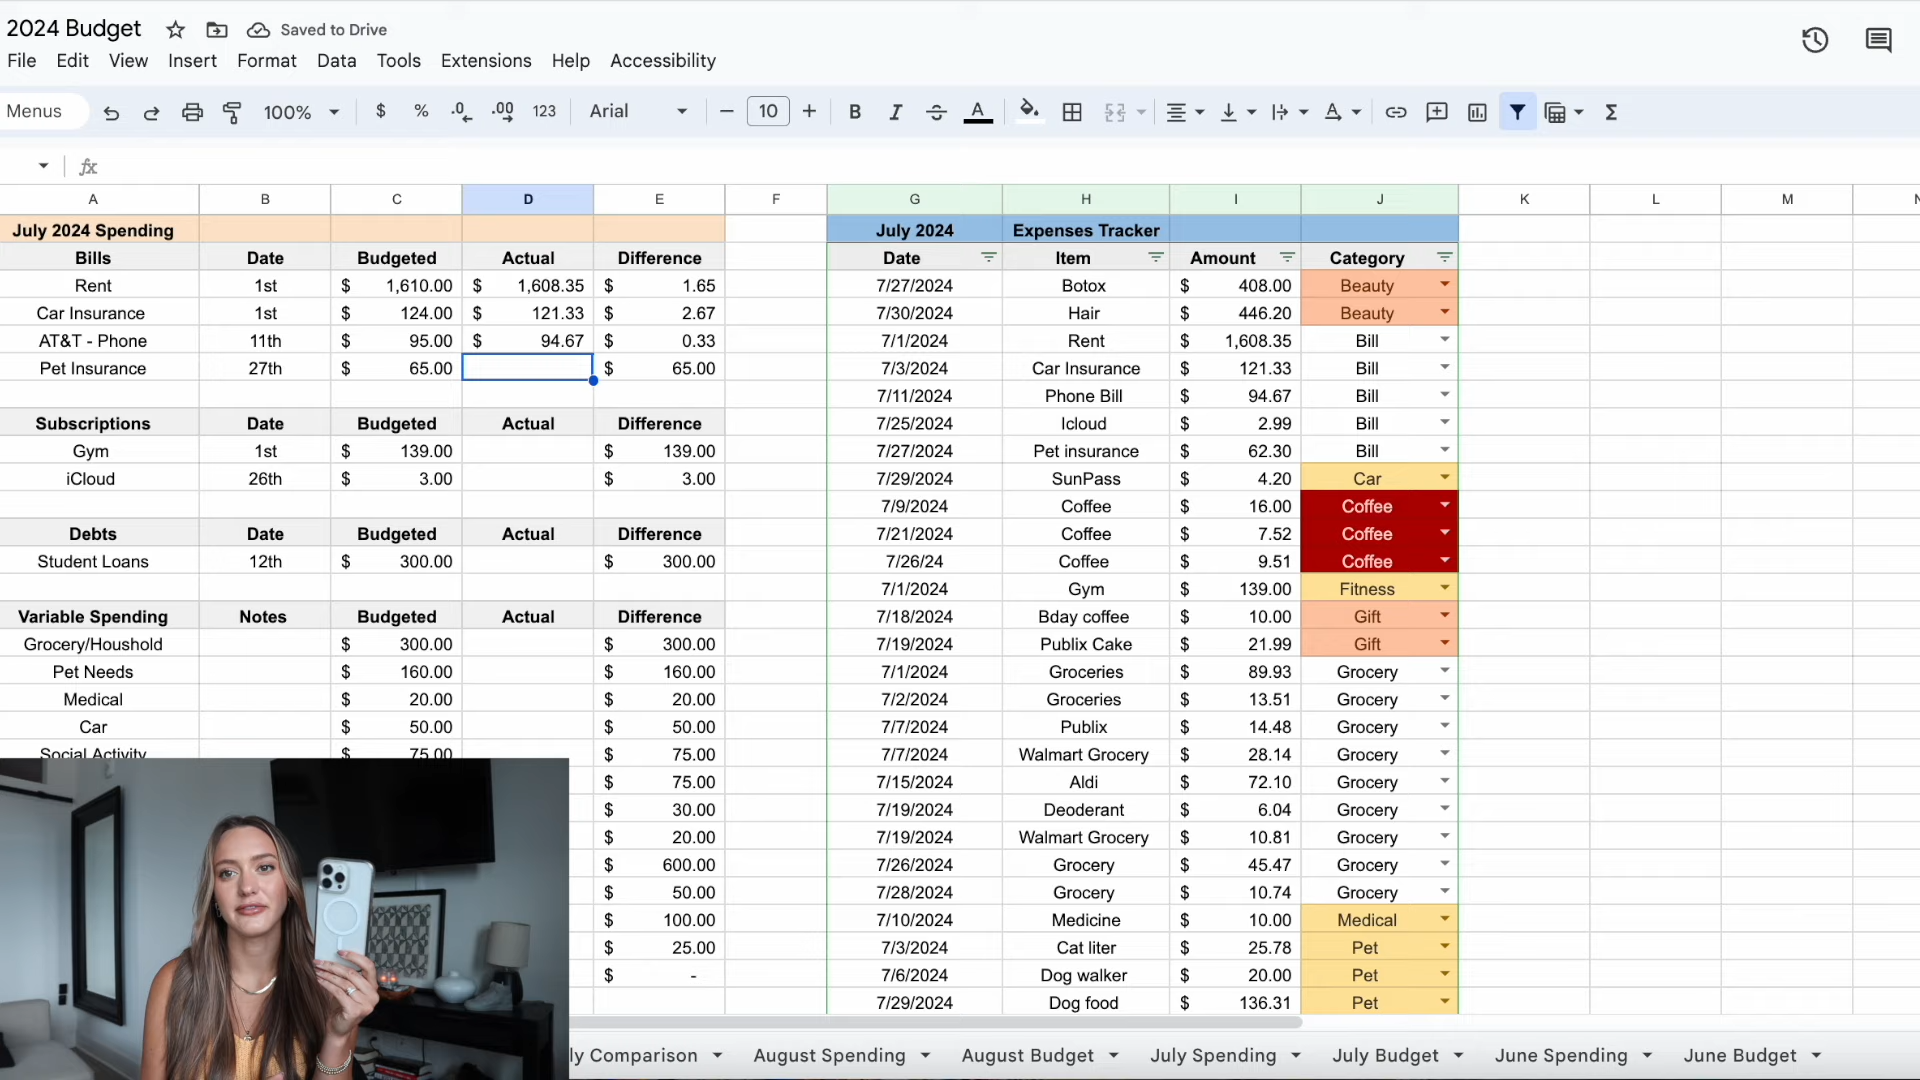 2024 Budget Saved to Drive
File Edit View Insert Format Data Tools Extensions Help Accessibility
Menus 100% $ % .0 .00 123 Arial 10 B I S A A Σ
fx
A B C D E F G H I J K L M N
July 2024 Spending July 2024 Expenses Tracker
Bills Date Budgeted Actual Difference Date Item Amount Category
Rent 1st $ 1,610.00 $ 1,608.35 $ 1.65 7/27/2024 Botox $ 408.00 Beauty
Car Insurance 1st $ 124.00 $ 121.33 $ 2.67 7/30/2024 Hair $ 446.20 Beauty
AT&T - Phone 11th $ 95.00 $ 94.67 $ 0.33 7/1/2024 Rent $ 1,608.35 Bill
Pet Insurance 27th $ 65.00 $ 65.00 7/3/2024 Car Insurance $ 121.33 Bill
7/11/2024 Phone Bill $ 94.67 Bill
Subscriptions Date Budgeted Actual Difference 7/25/2024 Icloud $ 2.99 Bill
Gym 1st $ 139.00 $ 139.00 7/27/2024 Pet insurance $ 62.30 Bill
iCloud 26th $ 3.00 $ 3.00 7/29/2024 SunPass $ 4.20 Car
7/9/2024 Coffee $ 16.00 Coffee
Debts Date Budgeted Actual Difference 7/21/2024 Coffee $ 7.52 Coffee
Student Loans 12th $ 300.00 $ 300.00 7/26/24 Coffee $ 9.51 Coffee
7/1/2024 Gym $ 139.00 Fitness
Variable Spending Notes Budgeted Actual Difference 7/18/2024 Bday coffee $ 10.00 Gift
Grocery/Houshold $ 300.00 $ 300.00 7/19/2024 Publix Cake $ 21.99 Gift
Pet Needs $ 160.00 $ 160.00 7/1/2024 Groceries $ 89.93 Grocery
Medical $ 20.00 $ 20.00 7/2/2024 Groceries $ 13.51 Grocery
Car $ 50.00 $ 50.00 7/7/2024 Publix $ 14.48 Grocery
Social Activity $ 75.00 $ 75.00 7/7/2024 Walmart Grocery $ 28.14 Grocery
$ 75.00 7/15/2024 Aldi $ 72.10 Grocery
$ 30.00 7/19/2024 Deoderant $ 6.04 Grocery
$ 20.00 7/19/2024 Walmart Grocery $ 10.81 Grocery
$ 600.00 7/26/2024 Grocery $ 45.47 Grocery
$ 50.00 7/28/2024 Grocery $ 10.74 Grocery
$ 100.00 7/10/2024 Medicine $ 10.00 Medical
$ 25.00 7/3/2024 Cat liter $ 25.78 Pet
$ - 7/6/2024 Dog walker $ 20.00 Pet
7/29/2024 Dog food $ 136.31 Pet
ly Comparison August Spending August Budget July Spending July Budget June Spending June Budget